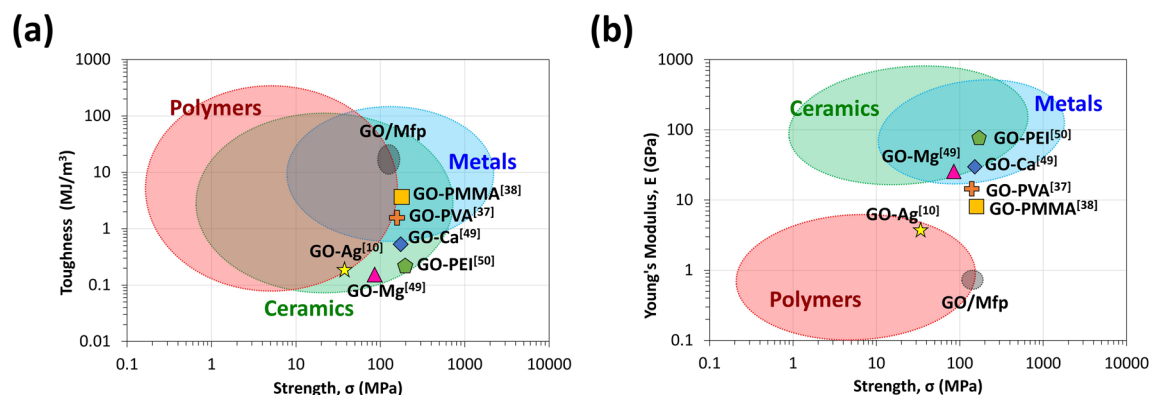 (a)
1000
100
10
1
0.1
0.01
Toughness (MJ/m³)
Polymers
GO/Mfp
Metals
GO-PMMA[38]
GO-PVA[37]
GO-Ca[49]
GO-Ag[10]
GO-PEI[50]
GO-Mg[49]
Ceramics
0.1 1 10 100 1000 10000
Strength, σ (MPa)
(b)
1000
100
10
1
0.1
Young's Modulus, E (GPa)
Ceramics
Metals
GO-PEI[50]
GO-Mg[49]
GO-Ca[49]
GO-PVA[37]
GO-PMMA[38]
GO-Ag[10]
Polymers
GO/Mfp
0.1 1 10 100 1000 10000
Strength, σ (MPa)